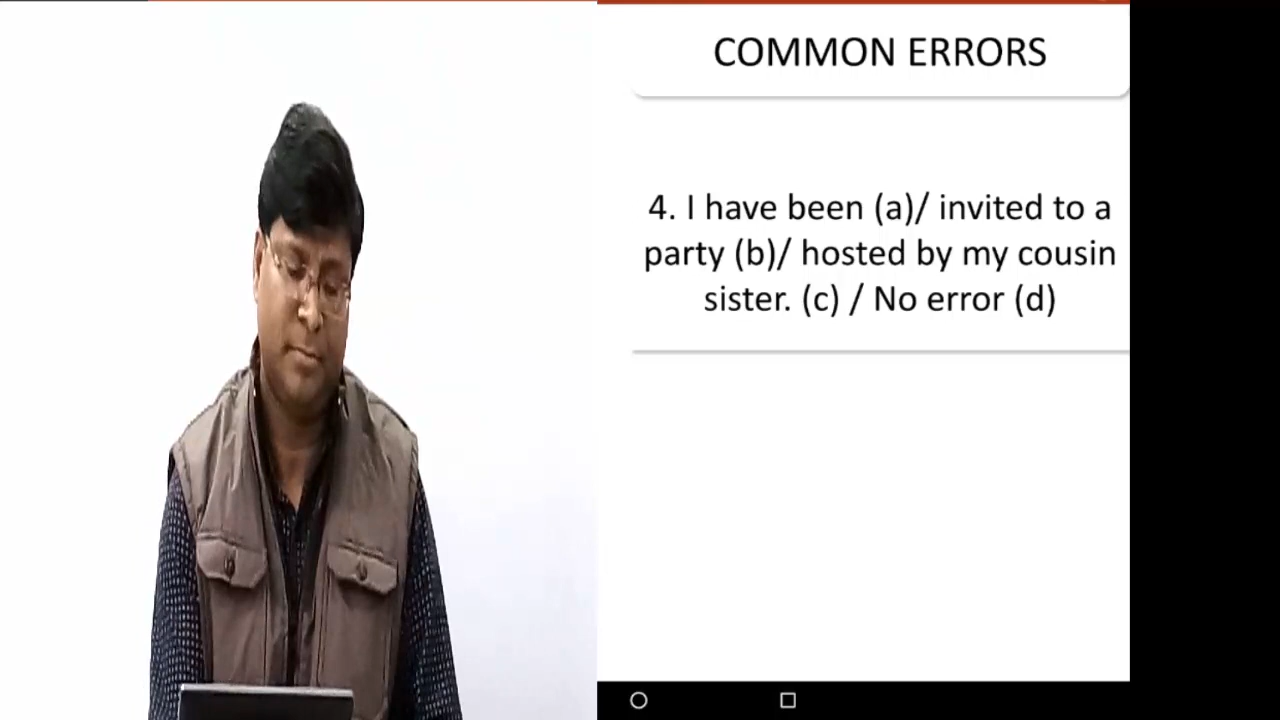 COMMON ERRORS
4. I have been (a)/ invited to a
party (b)/ hosted by my cousin
sister. (c) / No error (d)